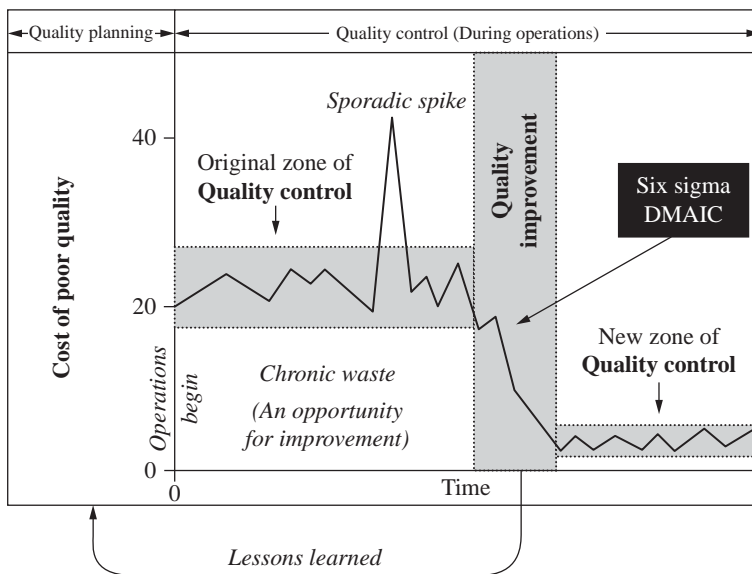 Quality planning
Quality control (During operations)
Sporadic spike
40
Original zone of
Quality control
Quality
improvement
Six sigma
DMAIC
Cost of poor quality
20
New zone of
Quality control
Operations
begin
Chronic waste
(An opportunity
for improvement)
0
0
Time
Lessons learned